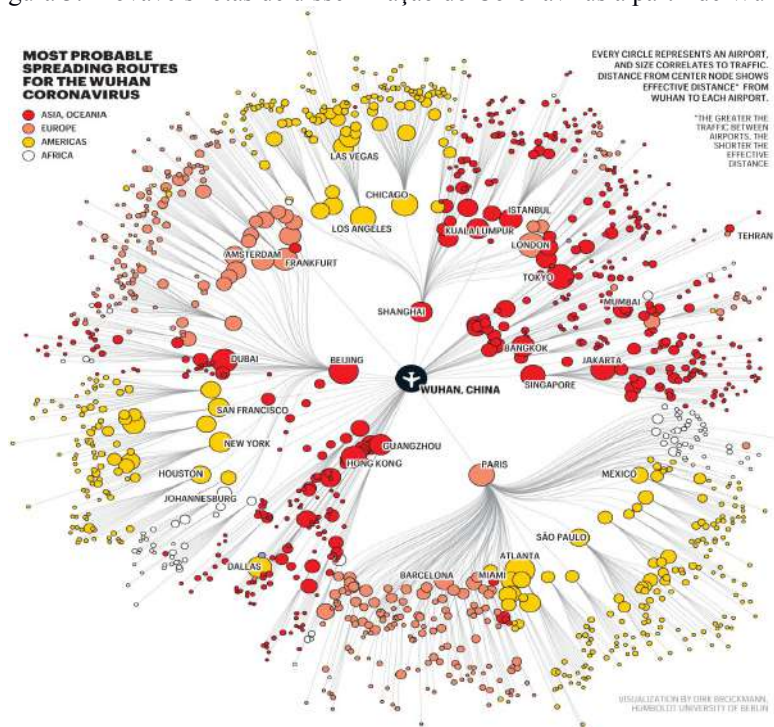 MOST PROBABLE
SPREADING ROUTES
FOR THE WUHAN
CORONAVIRUS
ASIA, OCEANIA
EUROPE
AMERICAS
AFRICA
EVERY CIRCLE REPRESENTS AN AIRPORT,
AND SIZE CORRELATES TO TRAFFIC.
DISTANCE FROM CENTER NODE SHOWS
EFFECTIVE DISTANCE* FROM
WUHAN TO EACH AIRPORT.
*THE GREATER THE
TRAFFIC BETWEEN
AIRPORTS, THE
SHORTER THE
EFFECTIVE
DISTANCE
LAS VEGAS
CHICAGO
LOS ANGELES
ISTANBUL
KUALA LUMPUR
LONDON
TEHRAN
AMSTERDAM
FRANKFURT
TOKYO
MUMBAI
SHANGHAI
BANGKOK
DUBAI
BEIJING
JAKARTA
SINGAPORE
WUHAN, CHINA
SAN FRANCISCO
NEW YORK
GUANGZHOU
HONG KONG
PARIS
HOUSTON
MEXICO
JOHANNESBURG
SÃO PAULO
ATLANTA
DALLAS
BARCELONA
MIAMI
VISUALIZATION BY DIRK BROCKMANN,
HUMBOLDT UNIVERSITY OF BERLIN